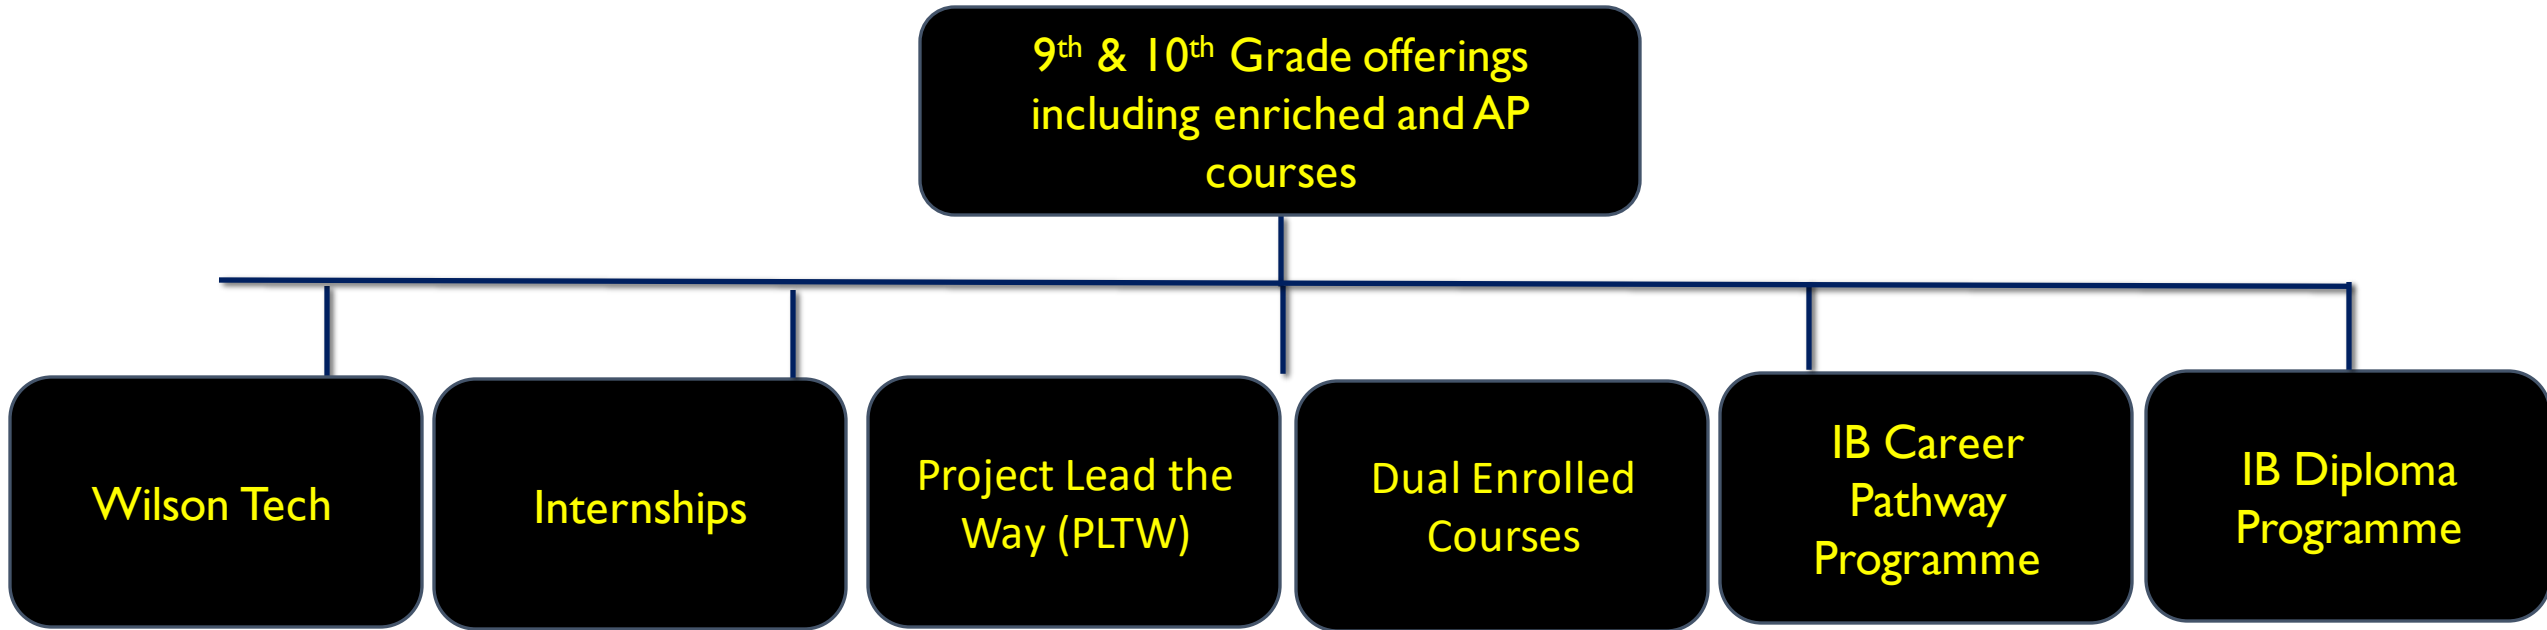 9th & 10th Grade offerings
including enriched and AP
courses
Wilson Tech
Internships
Project Lead the
Way (PLTW)
Dual Enrolled
Courses
IB Career
Pathway
Programme
IB Diploma
Programme